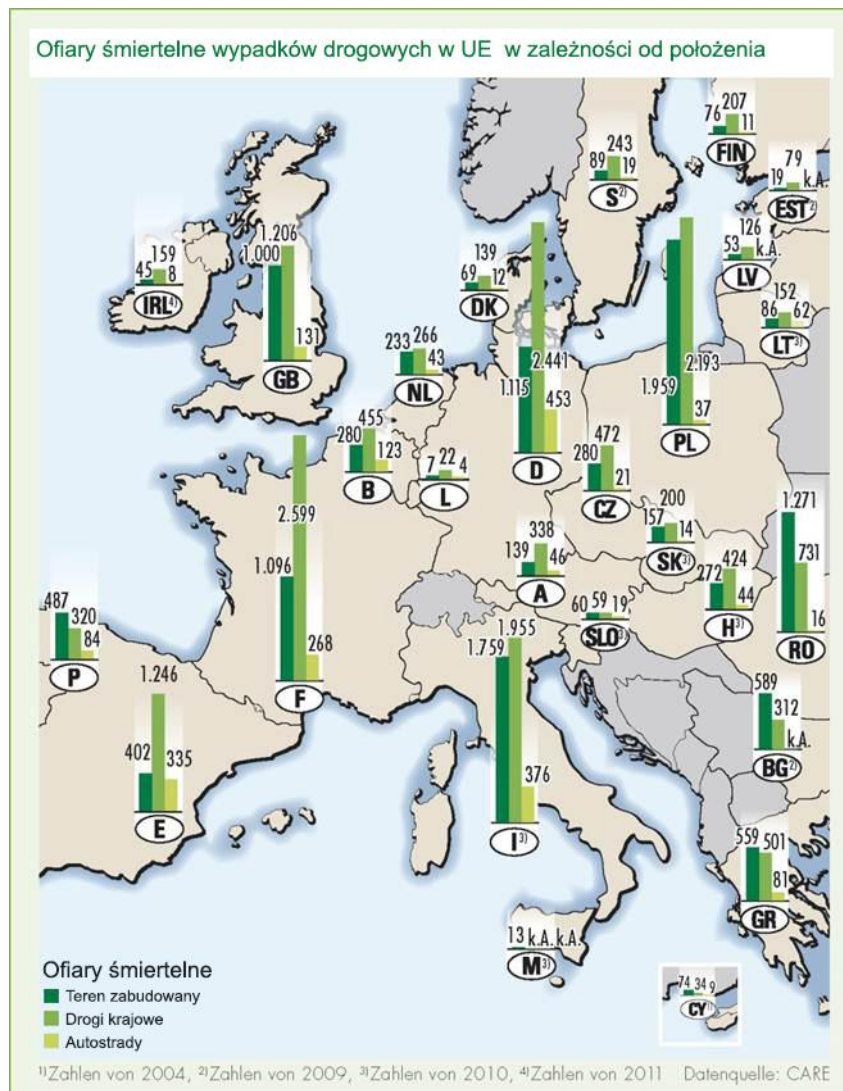 Ofiary śmiertelne wypadków drogowych w UE w zależności od położenia
76 207 11
FIN
89 243 19
S²⁾
19 79 k.A.
EST²⁾
53 126 k.A.
LV
45 159 8
IRL⁴⁾
1.000 1.206 131
GB
69 139 12
DK
86 152 62
LT³⁾
233 266 43
NL
1.115 2.441 453
D
1.959 2.193 37
PL
280 455 123
B
7 22 4
L
280 472 21
CZ
157 200 14
SK³⁾
1.271 731 16
RO
1.096 2.599 268
F
139 338 46
A
272 424 44
H³⁾
60 59 19
SLO³⁾
487 320 84
P
402 1.246 335
E
1.759 1.955 376
I³⁾
589 312 k.A.
BG²⁾
559 501 81
GR
13 k.A. k.A.
M³⁾
74 34 9
CY¹⁾
Ofiary śmiertelne
Teren zabudowany
Drogi krajowe
Autostrady
¹⁾Zahlen von 2004, ²⁾Zahlen von 2009, ³⁾Zahlen von 2010, ⁴⁾Zahlen von 2011 Datenquelle: CARE